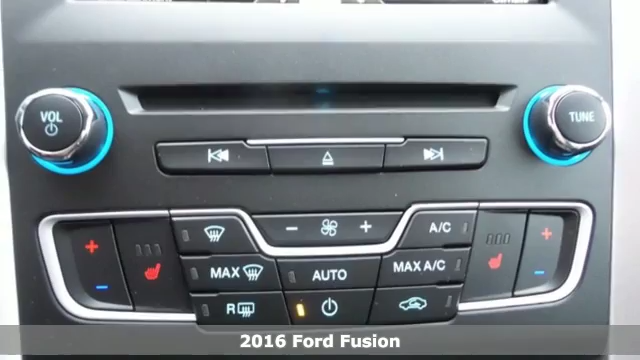 VOL
TUNE
− +
A/C
+ +
MAX
AUTO
MAX A/C
− −
R
2016 Ford Fusion